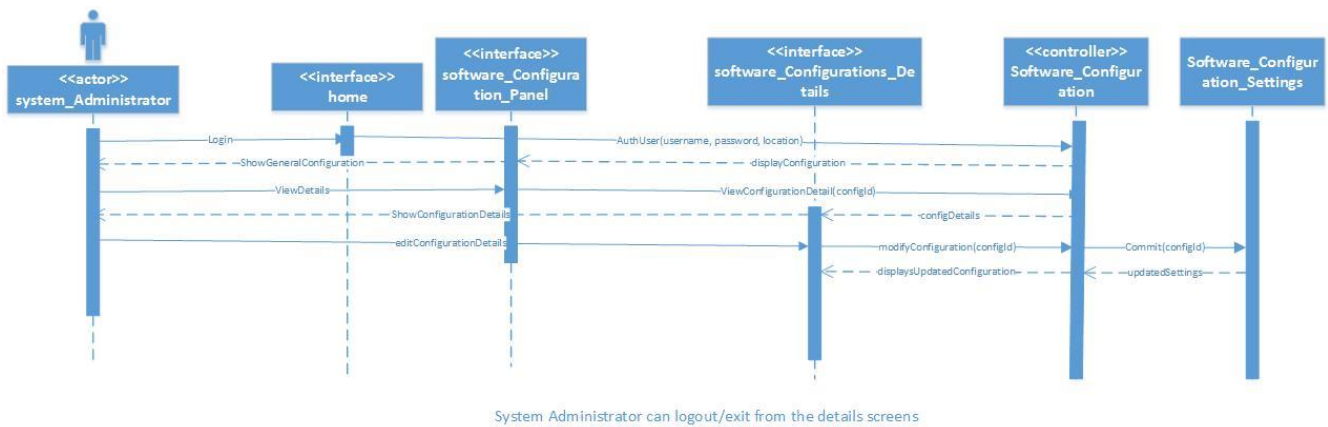 <<actor>>
system_Administrator
<<interface>>
home
<<interface>>
software_Configura
tion_Panel
<<interface>>
software_Configurations_De
tails
<<controller>>
Software_Configur
ation
Software_Configur
ation_Settings
Login
AuthUser(username, password, location)
ShowGeneralConfiguration
displayConfiguration
ViewDetails
ViewConfigurationDetail(configId)
ShowConfigurationDetails
configDetails
editConfigurationDetails
modifyConfiguration(configId)
Commit(configId)
displaysUpdatedConfiguration
updatedSettings
System Administrator can logout/exit from the details screens